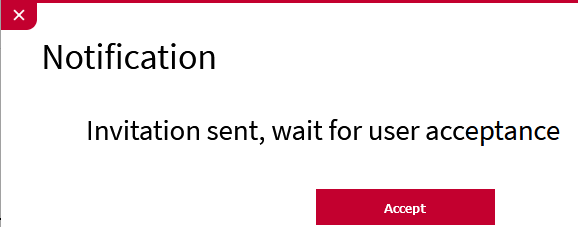 Notification
Invitation sent, wait for user acceptance
Accept